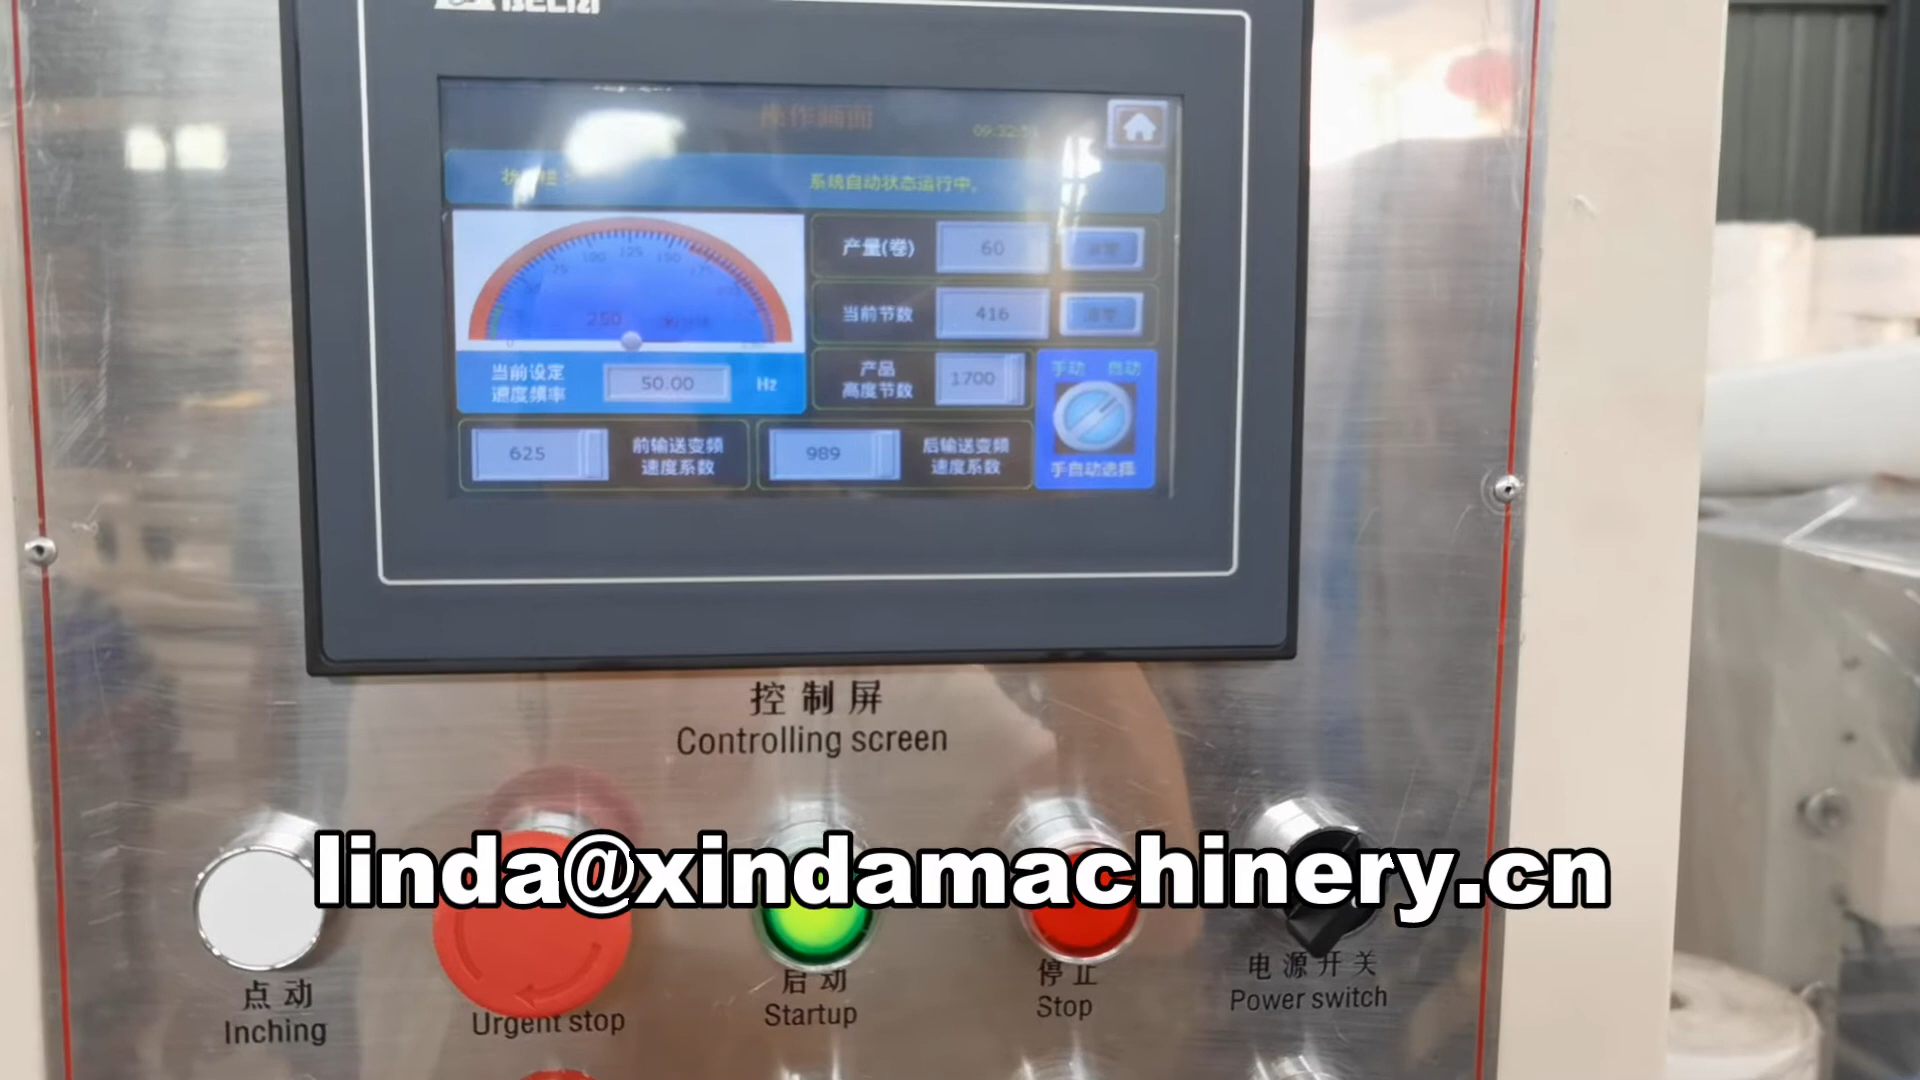 操作画面
系统自动状态运行中。
产量(卷) 60
当前节数 416
产品
高度节数 1700
250
当前设定
速度频率 50.00 Hz
手动 自动
手自动选择
625 前输送变频
速度系数
989 后输送变频
速度系数
控制屏
Controlling screen
linda@xindamachinery.cn
点动
Inching
Urgent stop
启动
Startup
停止
Stop
电源开关
Power switch